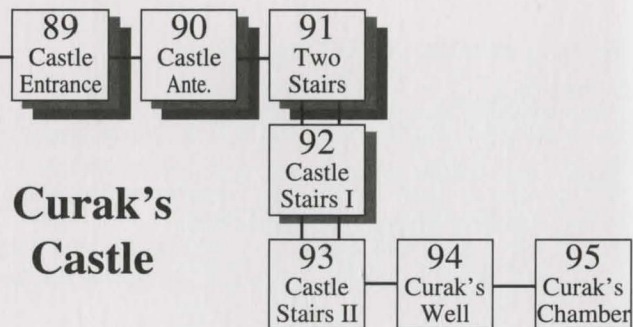 89
Castle
Entrance
90
Castle
Ante.
91
Two
Stairs
92
Castle
Stairs I
Curak's
Castle
93
Castle
Stairs II
94
Curak's
Well
95
Curak's
Chamber